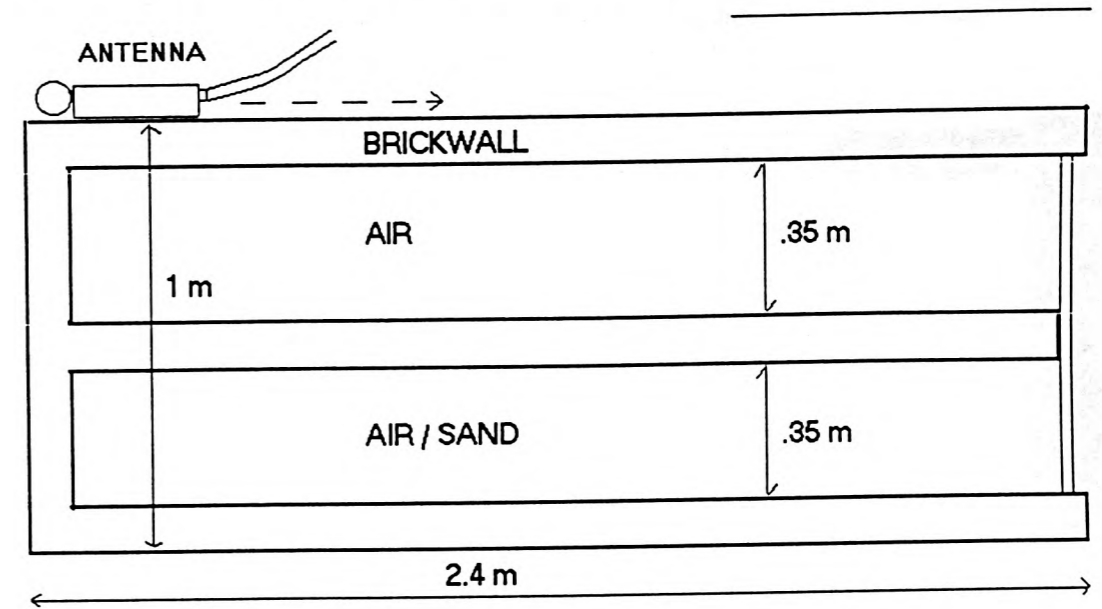 ANTENNA
BRICKWALL
AIR
.35 m
1 m
AIR / SAND
.35 m
2.4 m